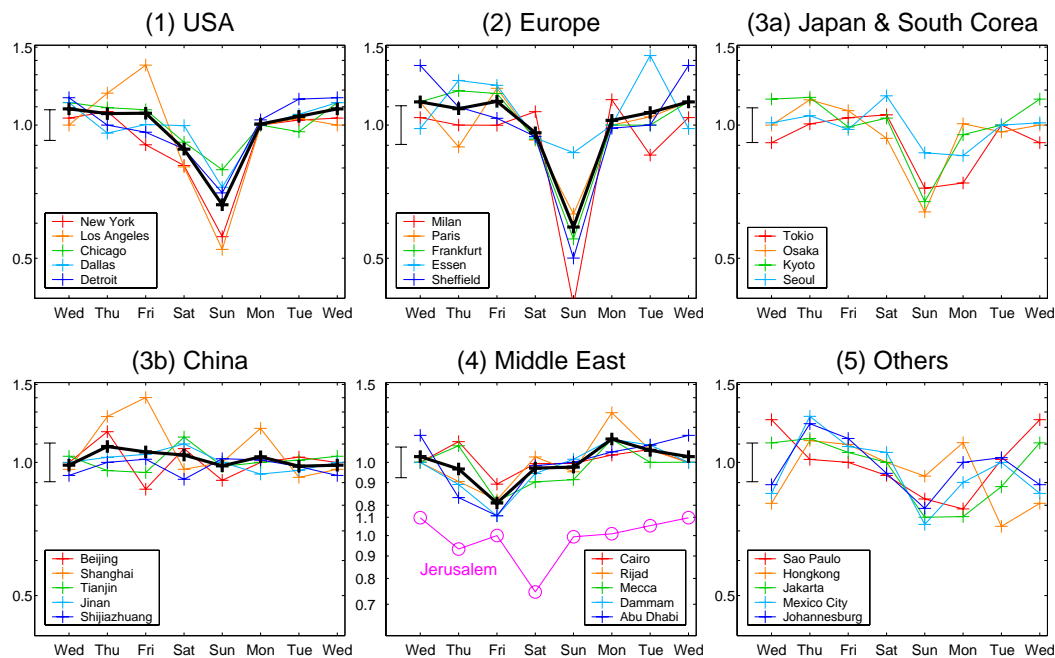 (1) USA
(2) Europe
(3a) Japan & South Corea
1.5
1.0
0.5
New York
Los Angeles
Chicago
Dallas
Detroit
Wed Thu Fri Sat Sun Mon Tue Wed
1.5
1.0
0.5
Milan
Paris
Frankfurt
Essen
Sheffield
Wed Thu Fri Sat Sun Mon Tue Wed
1.5
1.0
0.5
Tokio
Osaka
Kyoto
Seoul
Wed Thu Fri Sat Sun Mon Tue Wed
(3b) China
(4) Middle East
(5) Others
1.5
1.0
0.5
Beijing
Shanghai
Tianjin
Jinan
Shijiazhuang
Wed Thu Fri Sat Sun Mon Tue Wed
1.5
1.0
0.9
0.8
1.1
1.0
0.9
0.8
0.7
Jerusalem
Cairo
Rijad
Mecca
Dammam
Abu Dhabi
Wed Thu Fri Sat Sun Mon Tue Wed
1.5
1.0
0.5
Sao Paulo
Hongkong
Jakarta
Mexico City
Johannesburg
Wed Thu Fri Sat Sun Mon Tue Wed